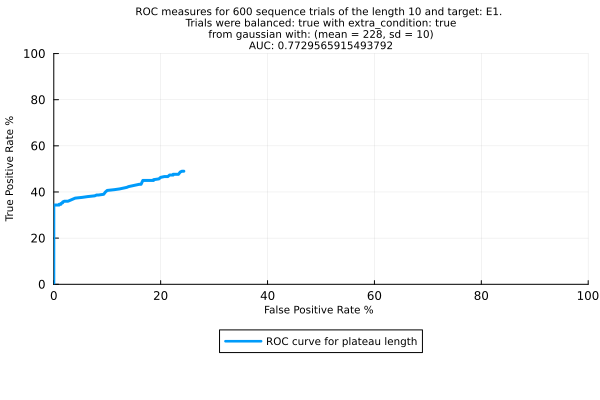 ROC measures for 600 sequence trials of the length 10 and target: E1.
Trials were balanced: true with extra_condition: true
from gaussian with: (mean = 228, sd = 10)
AUC: 0.7729565915493792
100
80
60
40
20
0
True Positive Rate %
0 20 40 60 80 100
False Positive Rate %
ROC curve for plateau length